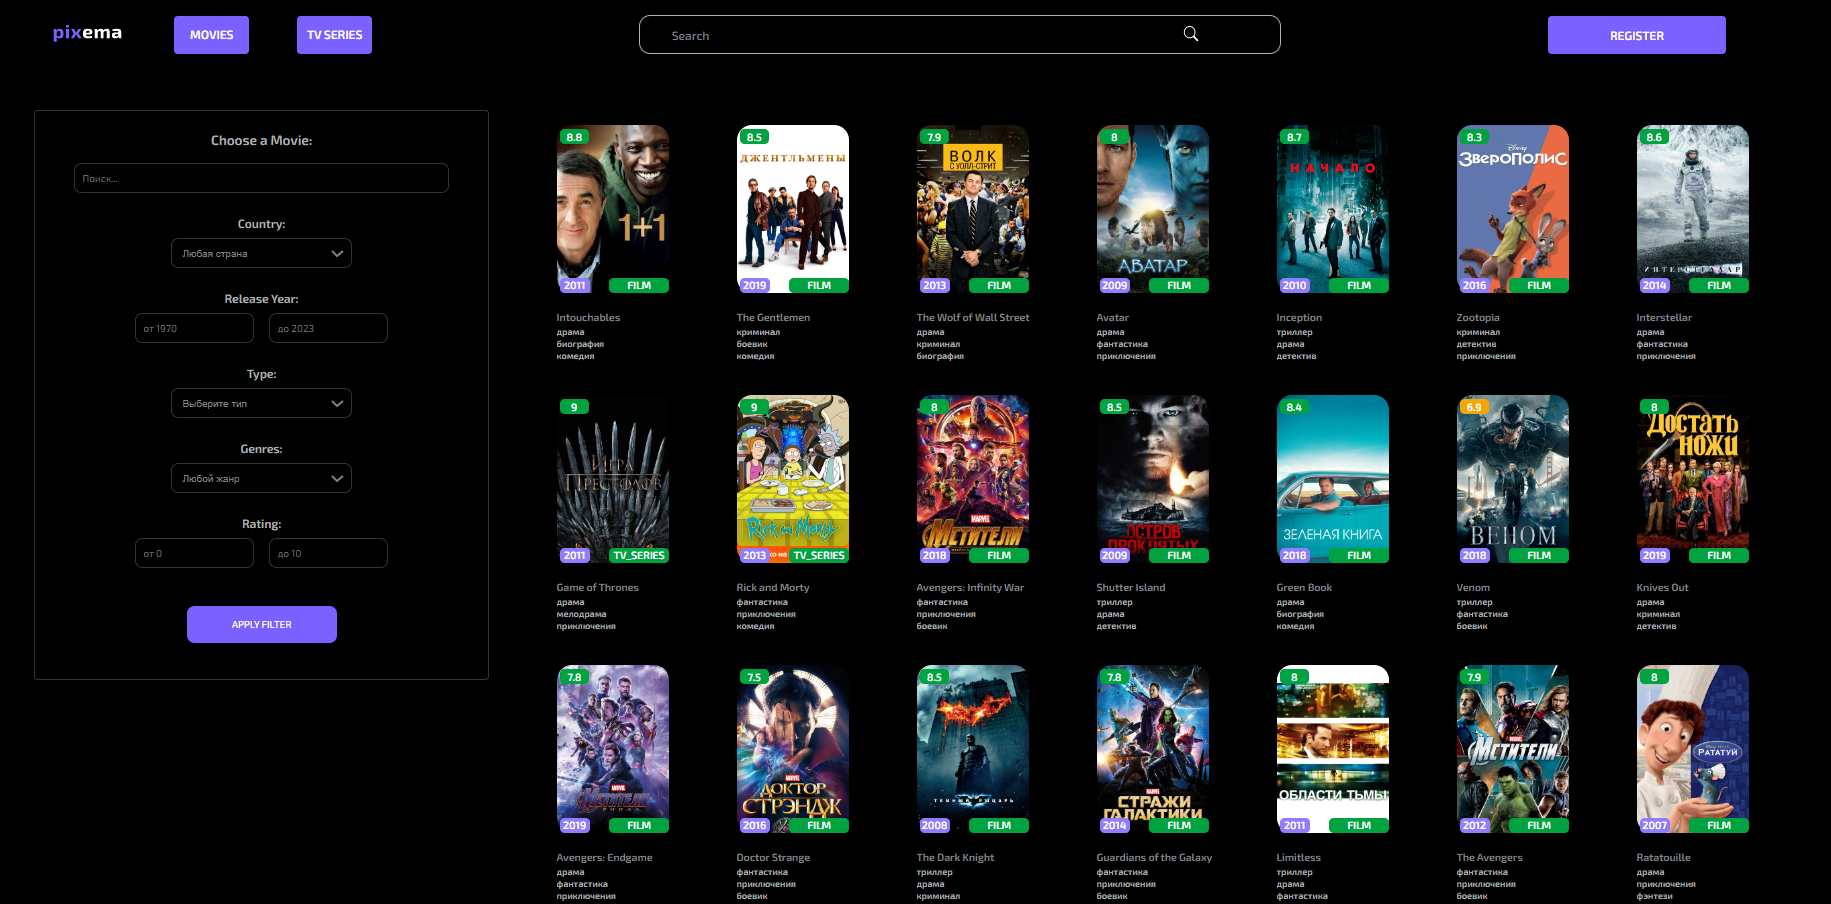 pixema
MOVIES
TV SERIES
Search
REGISTER
Choose a Movie:
Поиск...
Country:
Любая страна
Release Year:
от 1970
до 2023
Type:
Выберите тип
Genres:
Любой жанр
Rating:
от 0
до 10
APPLY FILTER
8.8
1+1
2011
FILM
Intouchables
драма
биография
комедия
8.5
ДЖЕНТЛЬМЕНЫ
2019
FILM
The Gentlemen
криминал
боевик
комедия
7.9
ВОЛК
С УОЛЛ-СТРИТ
2013
FILM
The Wolf of Wall Street
драма
криминал
биография
8
АВАТАР
2009
FILM
Avatar
драма
фантастика
приключения
8.7
НАЧАЛО
2010
FILM
Inception
триллер
драма
детектив
8.3
Disney
ЗВЕРОПОЛИС
2016
FILM
Zootopia
криминал
детектив
приключения
8.6
2014
FILM
Interstellar
драма
фантастика
приключения
9
ИГРА
ПРЕСТОЛОВ
2011
TV_SERIES
Game of Thrones
драма
мелодрама
приключения
9
Rick and Morty
ко на
2013
TV_SERIES
Rick and Morty
фантастика
приключения
комедия
8
MARVEL
МСТИТЕЛИ
2018
FILM
Avengers: Infinity War
фантастика
приключения
боевик
8.5
ОСТРОВ
ПРОКЛЯТЫХ
2009
FILM
Shutter Island
триллер
драма
детектив
8.4
ЗЕЛЕНАЯ КНИГА
2018
FILM
Green Book
драма
биография
комедия
6.9
ВЕНОМ
2018
FILM
Venom
триллер
фантастика
боевик
8
ДОСТАТЬ
НОЖИ
2019
FILM
Knives Out
драма
криминал
детектив
7.8
MARVEL
МСТИТЕЛИ
2019
FILM
Avengers: Endgame
драма
фантастика
приключения
7.5
MARVEL
ДОКТОР
СТРЭНДЖ
2016
FILM
Doctor Strange
фантастика
приключения
боевик
8.5
ТЕМНЫЙ РЫЦАРЬ
2008
FILM
The Dark Knight
триллер
драма
криминал
7.8
MARVEL
СТРАЖИ
ГАЛАКТИКИ
2014
FILM
Guardians of the Galaxy
фантастика
приключения
боевик
8
ОБЛАСТИ ТЬМЫ
2011
FILM
Limitless
триллер
драма
фантастика
7.9
MARVEL
МСТИТЕЛИ
2012
FILM
The Avengers
фантастика
приключения
боевик
8
РАТАТУЙ
2007
FILM
Ratatouille
драма
приключения
фэнтези